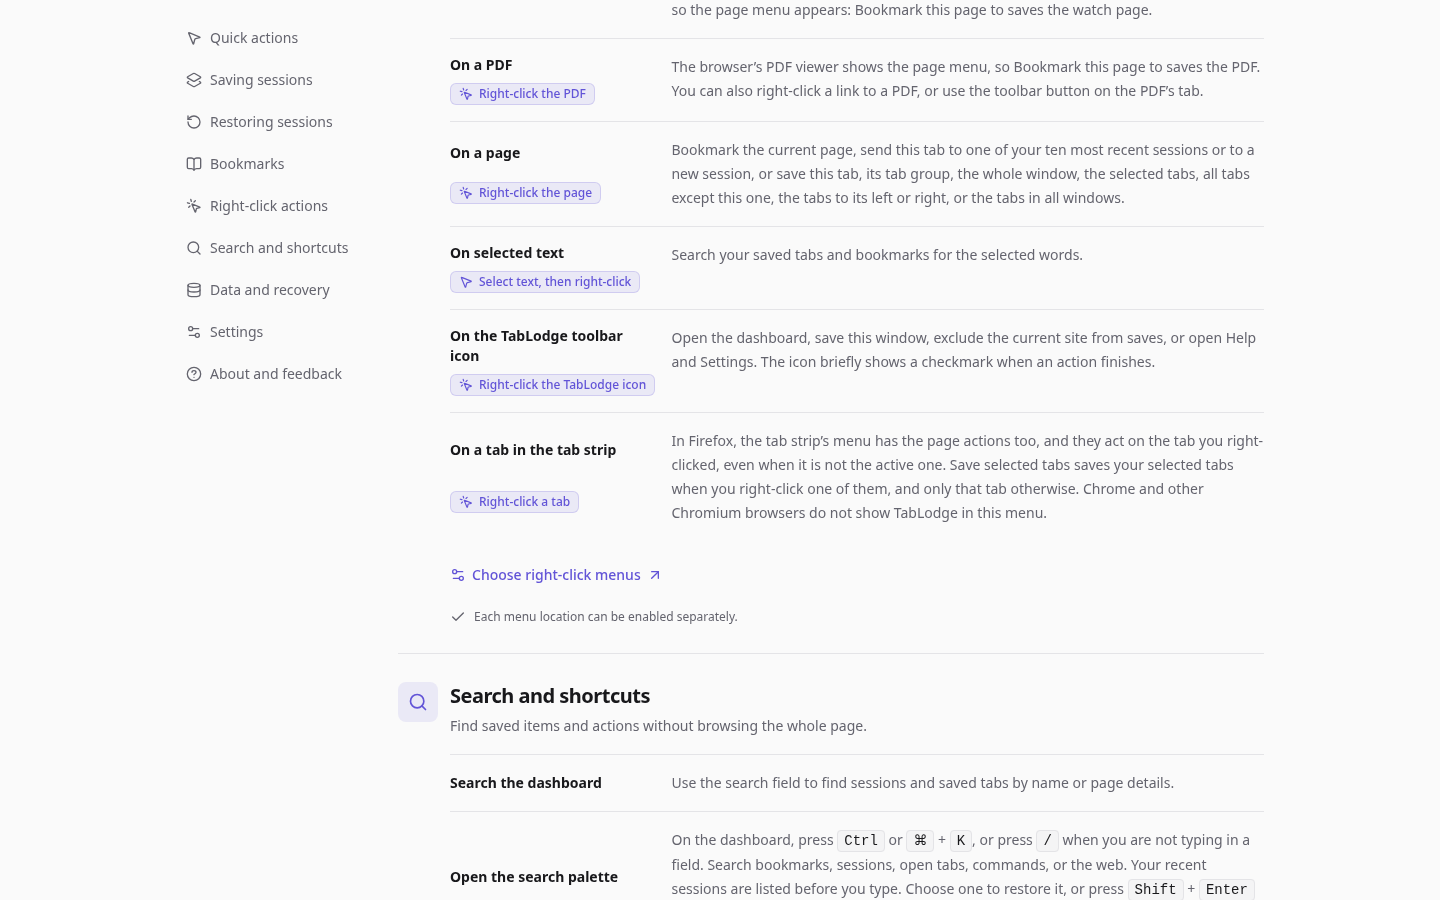 Quick actions
Saving sessions
Restoring sessions
Bookmarks
Right-click actions
Search and shortcuts
Data and recovery
Settings
About and feedback
so the page menu appears: Bookmark this page to saves the watch page.
On a PDF
Right-click the PDF
The browser’s PDF viewer shows the page menu, so Bookmark this page to saves the PDF.
You can also right-click a link to a PDF, or use the toolbar button on the PDF’s tab.
On a page
Right-click the page
Bookmark the current page, send this tab to one of your ten most recent sessions or to a
new session, or save this tab, its tab group, the whole window, the selected tabs, all tabs
except this one, the tabs to its left or right, or the tabs in all windows.
On selected text
Select text, then right-click
Search your saved tabs and bookmarks for the selected words.
On the TabLodge toolbar
icon
Right-click the TabLodge icon
Open the dashboard, save this window, exclude the current site from saves, or open Help
and Settings. The icon briefly shows a checkmark when an action finishes.
On a tab in the tab strip
Right-click a tab
In Firefox, the tab strip’s menu has the page actions too, and they act on the tab you right-
clicked, even when it is not the active one. Save selected tabs saves your selected tabs
when you right-click one of them, and only that tab otherwise. Chrome and other
Chromium browsers do not show TabLodge in this menu.
Choose right-click menus
Each menu location can be enabled separately.
Search and shortcuts
Find saved items and actions without browsing the whole page.
Search the dashboard
Use the search field to find sessions and saved tabs by name or page details.
Open the search palette
On the dashboard, press Ctrl or ⌘ + K, or press / when you are not typing in a
field. Search bookmarks, sessions, open tabs, commands, or the web. Your recent
sessions are listed before you type. Choose one to restore it, or press Shift + Enter